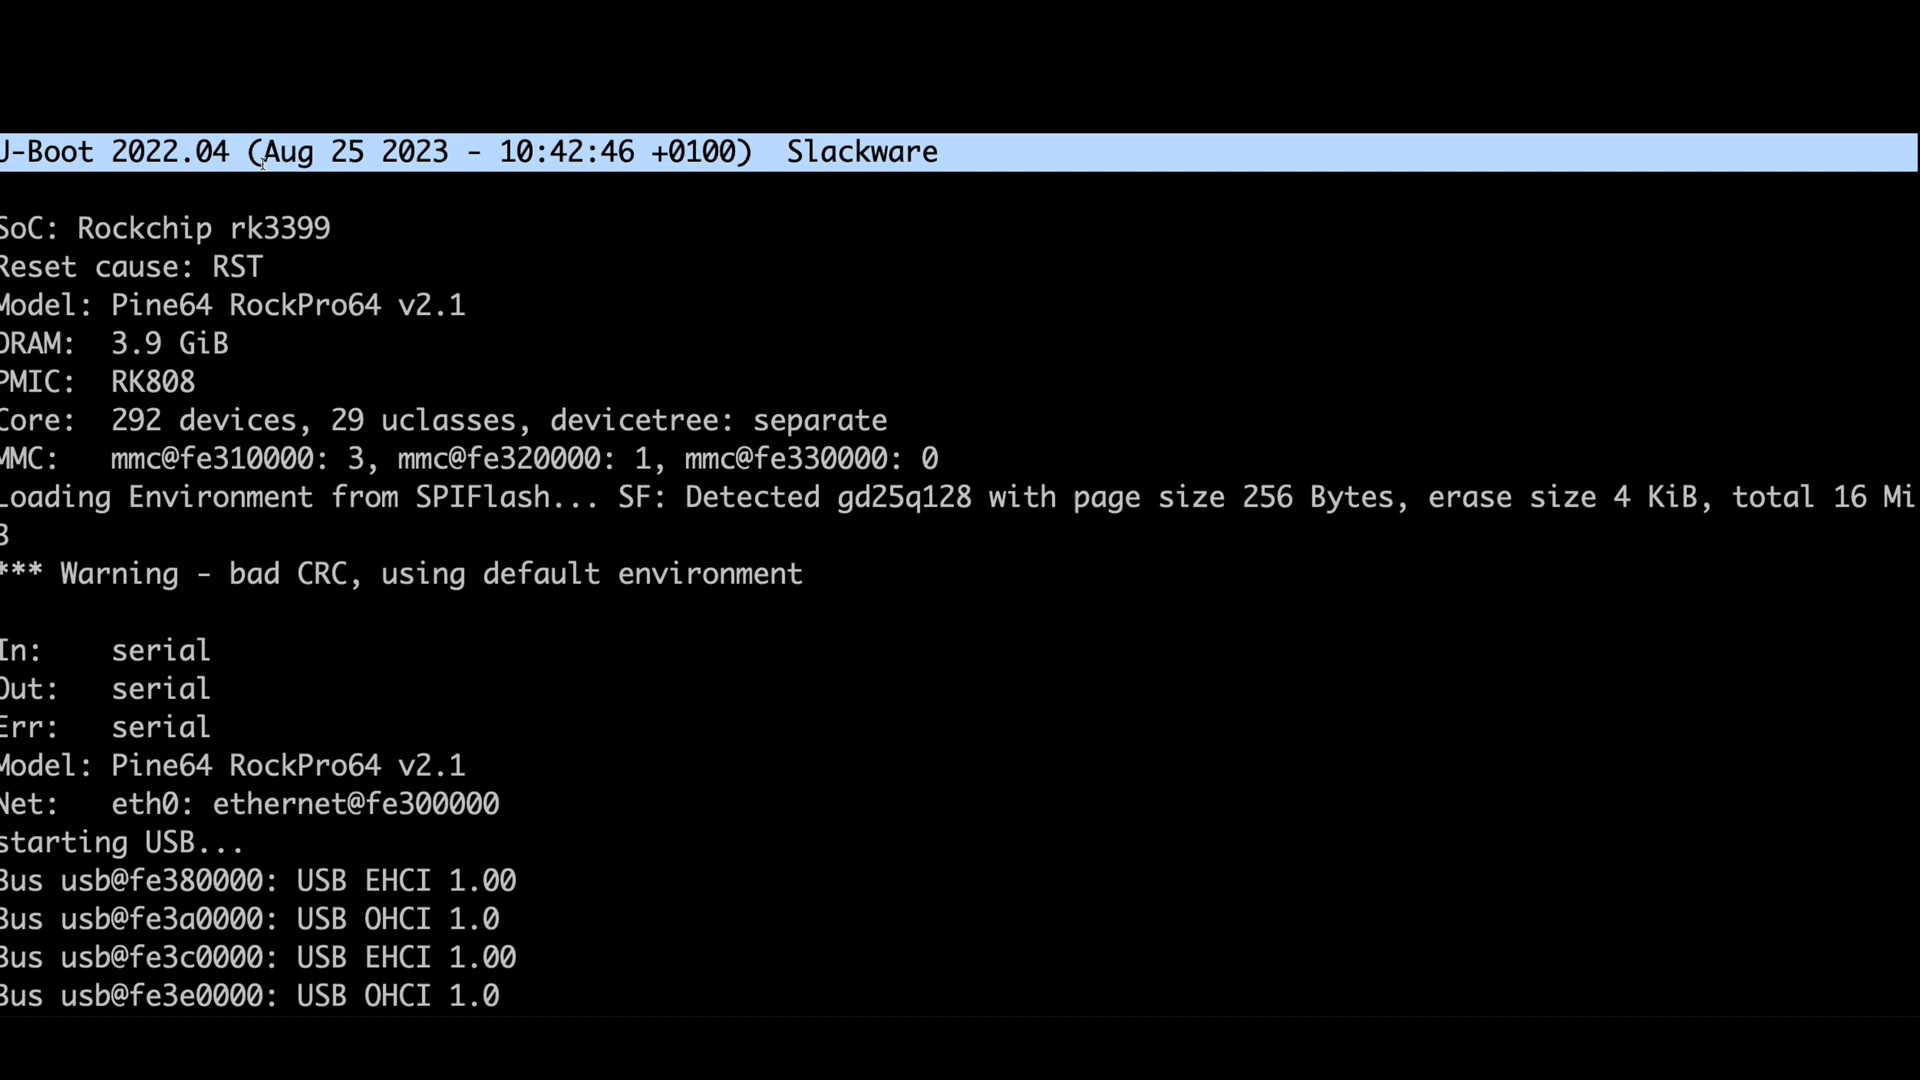 U-Boot 2022.04 (Aug 25 2023 - 10:42:46 +0100)  Slackware
SoC: Rockchip rk3399
Reset cause: RST
Model: Pine64 RockPro64 v2.1
DRAM:  3.9 GiB
PMIC:  RK808
Core:  292 devices, 29 uclasses, devicetree: separate
MMC:   mmc@fe310000: 3, mmc@fe320000: 1, mmc@fe330000: 0
Loading Environment from SPIFlash... SF: Detected gd25q128 with page size 256 Bytes, erase size 4 KiB, total 16 Mi
B
*** Warning - bad CRC, using default environment
In:    serial
Out:   serial
Err:   serial
Model: Pine64 RockPro64 v2.1
Net:   eth0: ethernet@fe300000
starting USB...
Bus usb@fe380000: USB EHCI 1.00
Bus usb@fe3a0000: USB OHCI 1.0
Bus usb@fe3c0000: USB EHCI 1.00
Bus usb@fe3e0000: USB OHCI 1.0